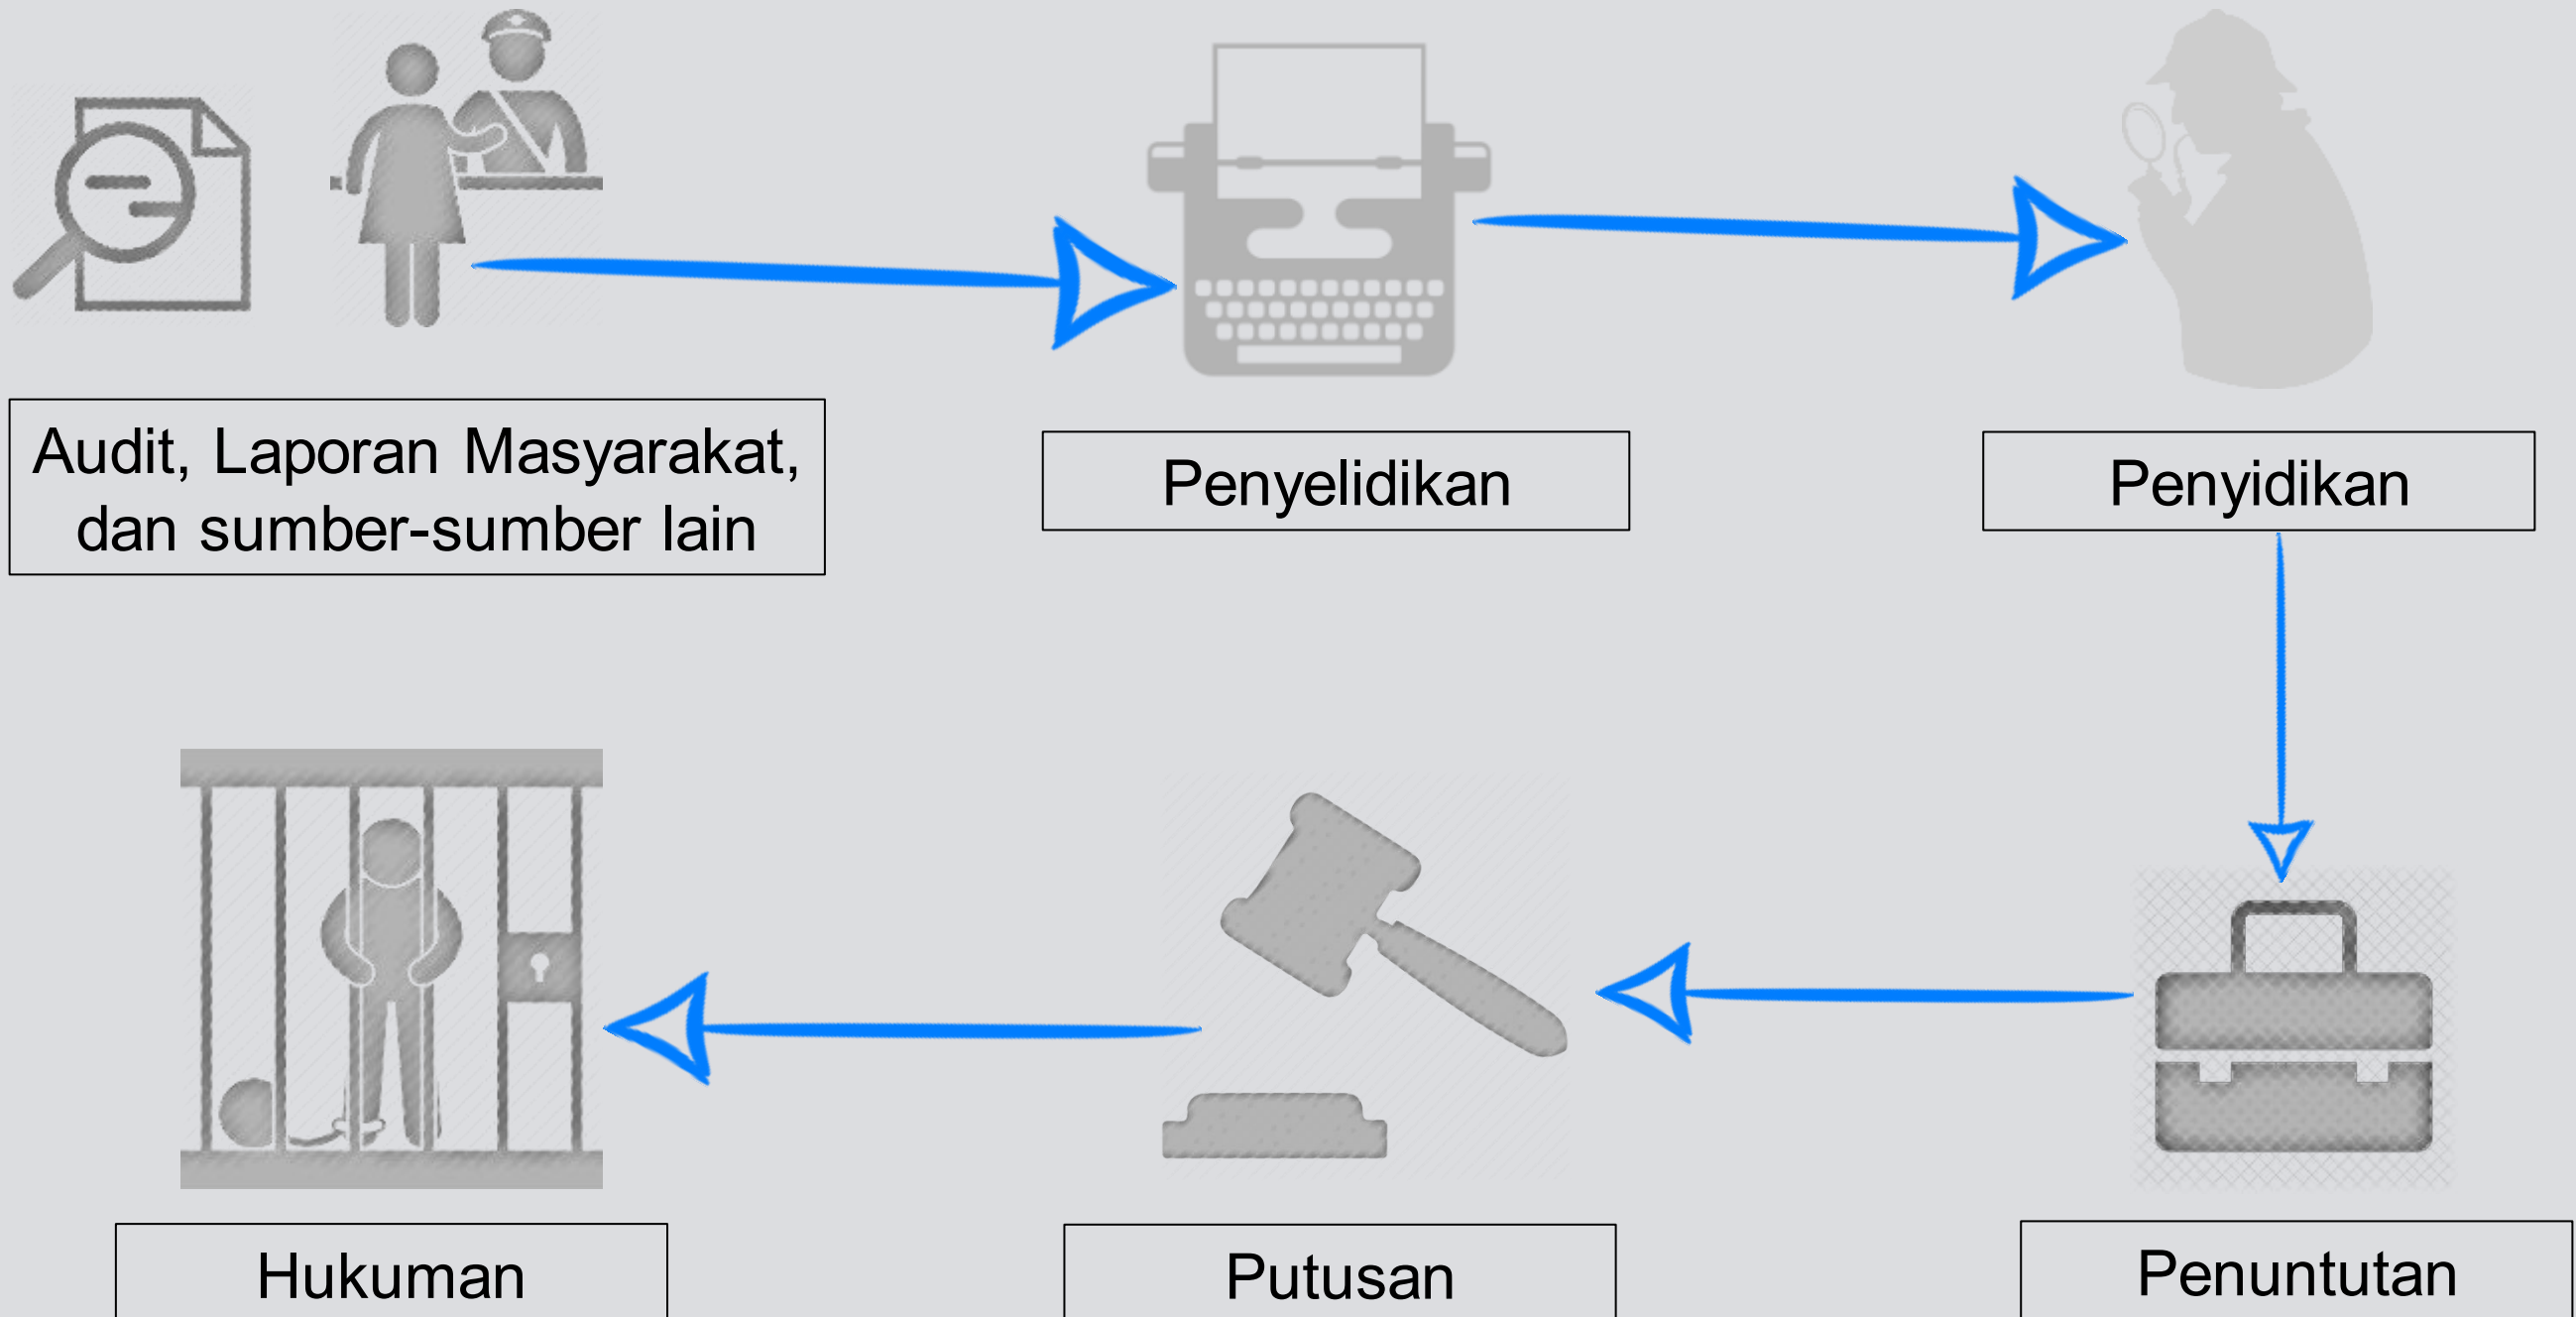 Audit, Laporan Masyarakat,
dan sumber-sumber lain
Penyelidikan
Penyidikan
Hukuman
Putusan
Penuntutan